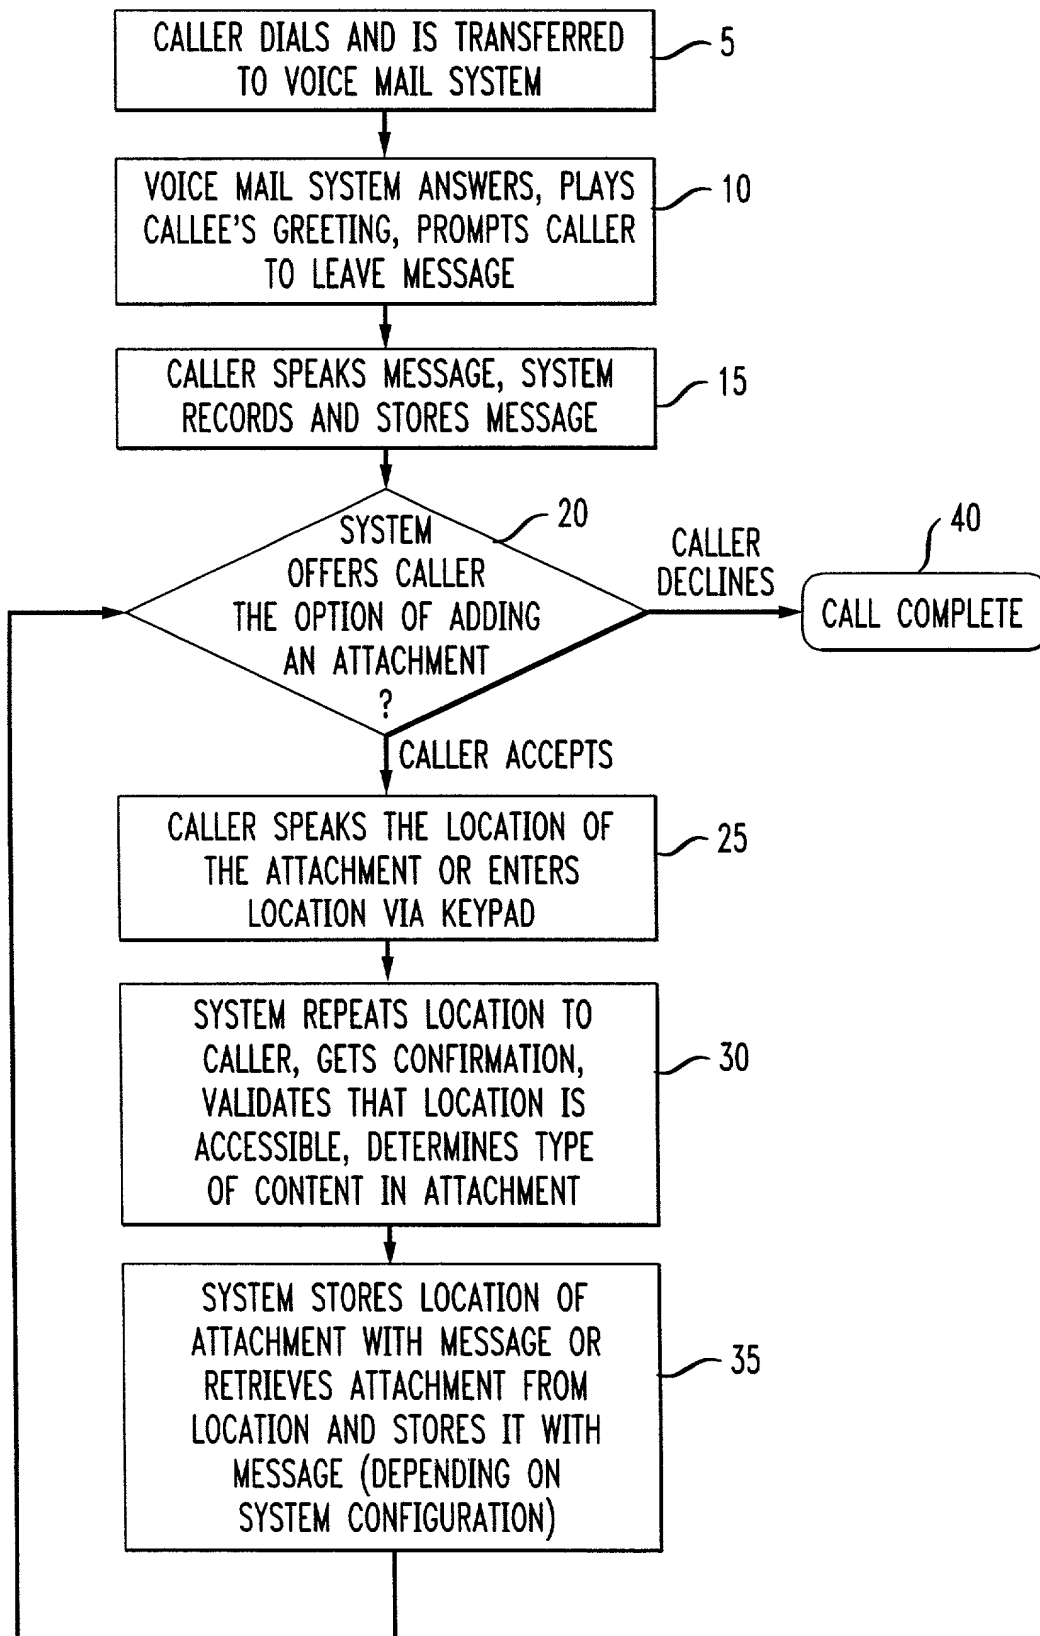 CALLER DIALS AND IS TRANSFERRED
TO VOICE MAIL SYSTEM
5
VOICE MAIL SYSTEM ANSWERS, PLAYS
CALLEE'S GREETING, PROMPTS CALLER
TO LEAVE MESSAGE
10
CALLER SPEAKS MESSAGE, SYSTEM
RECORDS AND STORES MESSAGE
15
SYSTEM
OFFERS CALLER
THE OPTION OF ADDING
AN ATTACHMENT
?
20
CALLER
DECLINES
40
CALL COMPLETE
CALLER ACCEPTS
CALLER SPEAKS THE LOCATION OF
THE ATTACHMENT OR ENTERS
LOCATION VIA KEYPAD
25
SYSTEM REPEATS LOCATION TO
CALLER, GETS CONFIRMATION,
VALIDATES THAT LOCATION IS
ACCESSIBLE, DETERMINES TYPE
OF CONTENT IN ATTACHMENT
30
SYSTEM STORES LOCATION OF
ATTACHMENT WITH MESSAGE OR
RETRIEVES ATTACHMENT FROM
LOCATION AND STORES IT WITH
MESSAGE (DEPENDING ON
SYSTEM CONFIGURATION)
35